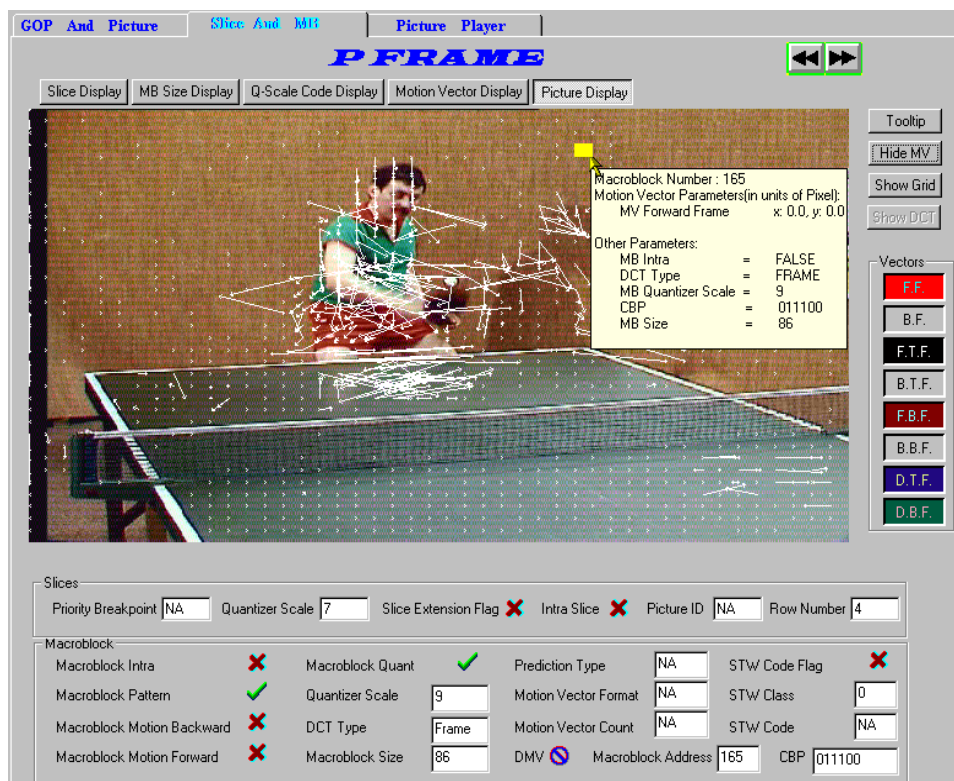 GOP And Picture
Slice And MB
Picture Player
P FRAME
Slice Display
MB Size Display
Q-Scale Code Display
Motion Vector Display
Picture Display
Tooltip
Hide MV
Show Grid
Show DCT
Macroblock Number : 165
Motion Vector Parameters(in units of Pixel):
MV Forward Frame x: 0.0, y: 0.0
Other Parameters:
MB Intra = FALSE
DCT Type = FRAME
MB Quantizer Scale = 9
CBP = 011100
MB Size = 86
Vectors
F.F.
B.F.
F.T.F.
B.T.F.
F.B.F.
B.B.F.
D.T.F.
D.B.F.
Slices
Priority Breakpoint NA Quantizer Scale 7 Slice Extension Flag Intra Slice Picture ID NA Row Number 4
Macroblock
Macroblock Intra Macroblock Quant Prediction Type NA STW Code Flag
Macroblock Pattern Quantizer Scale 9 Motion Vector Format NA STW Class 0
Macroblock Motion Backward DCT Type Frame Motion Vector Count NA STW Code NA
Macroblock Motion Forward Macroblock Size 86 DMV Macroblock Address 165 CBP 011100